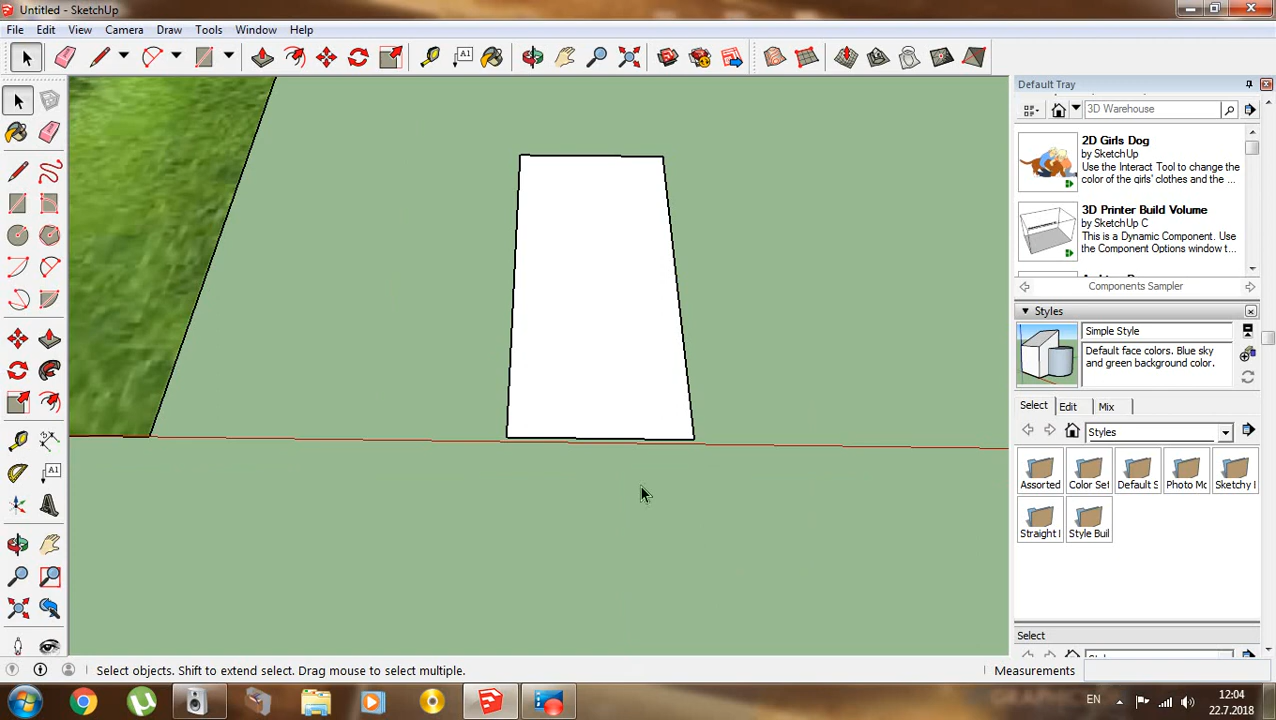 Untitled - SketchUp
File Edit View Camera Draw Tools Window Help
A1
Default Tray
3D Warehouse
2D Girls Dog
by SketchUp
Use the Interact Tool to change the
color of the girls' clothes and the ...
3D Printer Build Volume
by SketchUp C
This is a Dynamic Component. Use
the Component Options window t...
Components Sampler
Styles
Simple Style
Default face colors. Blue sky
and green background color.
Select Edit Mix
Styles
Assorted Color Set Default S Photo Mo Sketchy I
Straight I Style Buil
A1
Select
Select objects. Shift to extend select. Drag mouse to select multiple.
Measurements
EN
12:04
22.7.2018